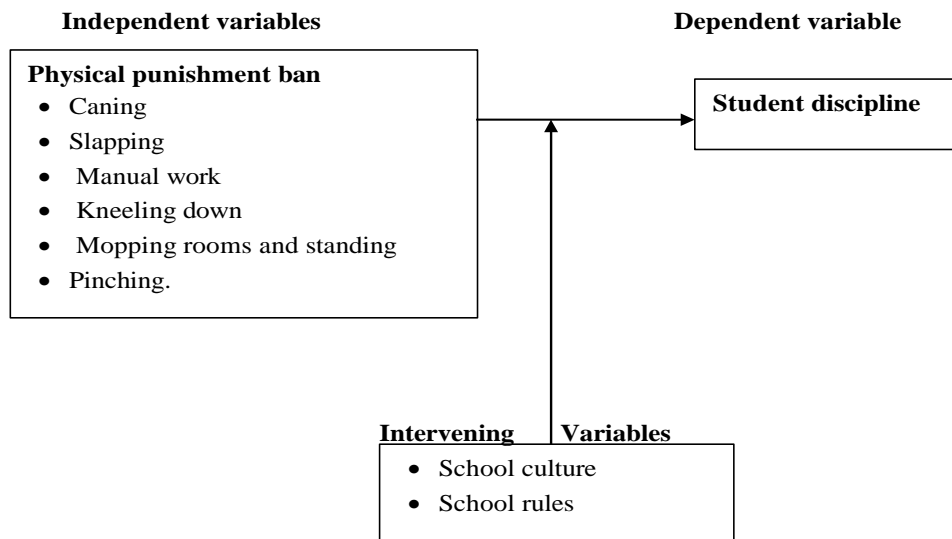 Independent variables
Dependent variable
Physical punishment ban
• Caning
• Slapping
• Manual work
• Kneeling down
• Mopping rooms and standing
• Pinching.
Student discipline
Intervening Variables
• School culture
• School rules